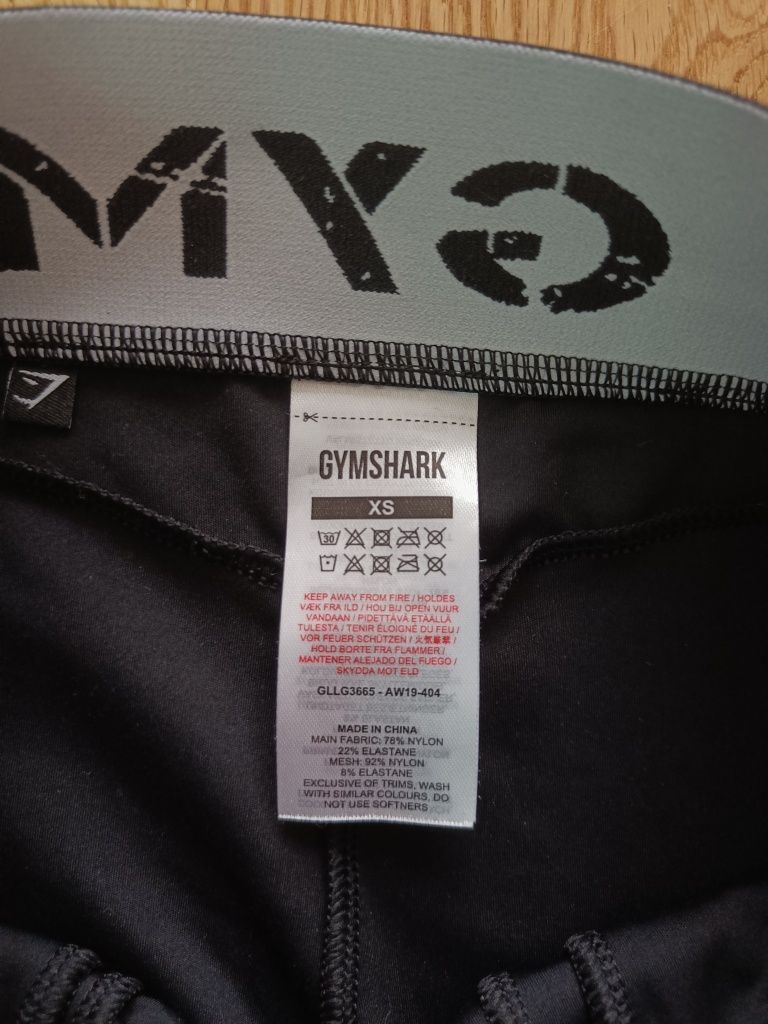 GYM
GYMSHARK
XS
30
KEEP AWAY FROM FIRE / HOLDES
VÆK FRA ILD / HOU BIJ OPEN VUUR
VANDAAN / PIDETTÄVÄ ETÄÄLLÄ
TULESTA / TENIR ÉLOIGNÉ DU FEU /
VOR FEUER SCHÜTZEN / 火気厳禁 /
HOLD BORTE FRA FLAMMER /
MANTENER ALEJADO DEL FUEGO /
SKYDDA MOT ELD
GLLG3665 - AW19-404
MADE IN CHINA
MAIN FABRIC: 78% NYLON
22% ELASTANE
MESH: 92% NYLON
8% ELASTANE
EXCLUSIVE OF TRIMS, WASH
WITH SIMILAR COLOURS, DO
NOT USE SOFTNERS